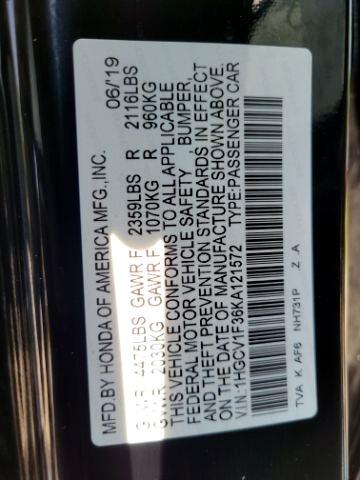 MFD.BY HONDA OF AMERICA MFG.,INC. 06/19
GVWR 4475LBS GAWR F 2359LBS R 2116LBS
GVWR 2030KG GAWR F 1070KG R 960KG
THIS VEHICLE CONFORMS TO ALL APPLICABLE
FEDERAL MOTOR VEHICLE SAFETY , BUMPER,
AND THEFT PREVENTION STANDARDS IN EFFECT
ON THE DATE OF MANUFACTURE SHOWN ABOVE.
VIN:1HGCV1F36KA121572 TYPE:PASSENGER CAR
TVA K AF6 NH731P Z .A